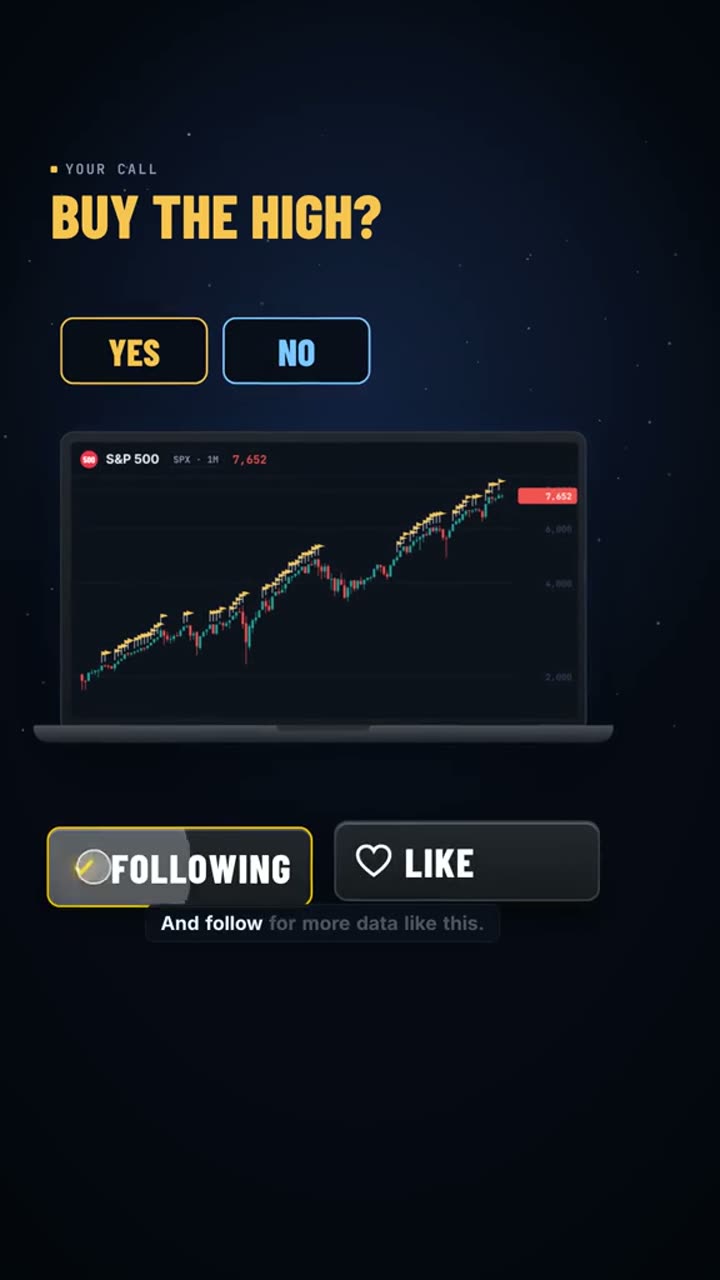 YOUR CALL
BUY THE HIGH?
YES NO
500 S&P 500 SPX · 1M 7,652
7,652
6,000
4,000
2,000
FOLLOWING LIKE
And follow for more data like this.